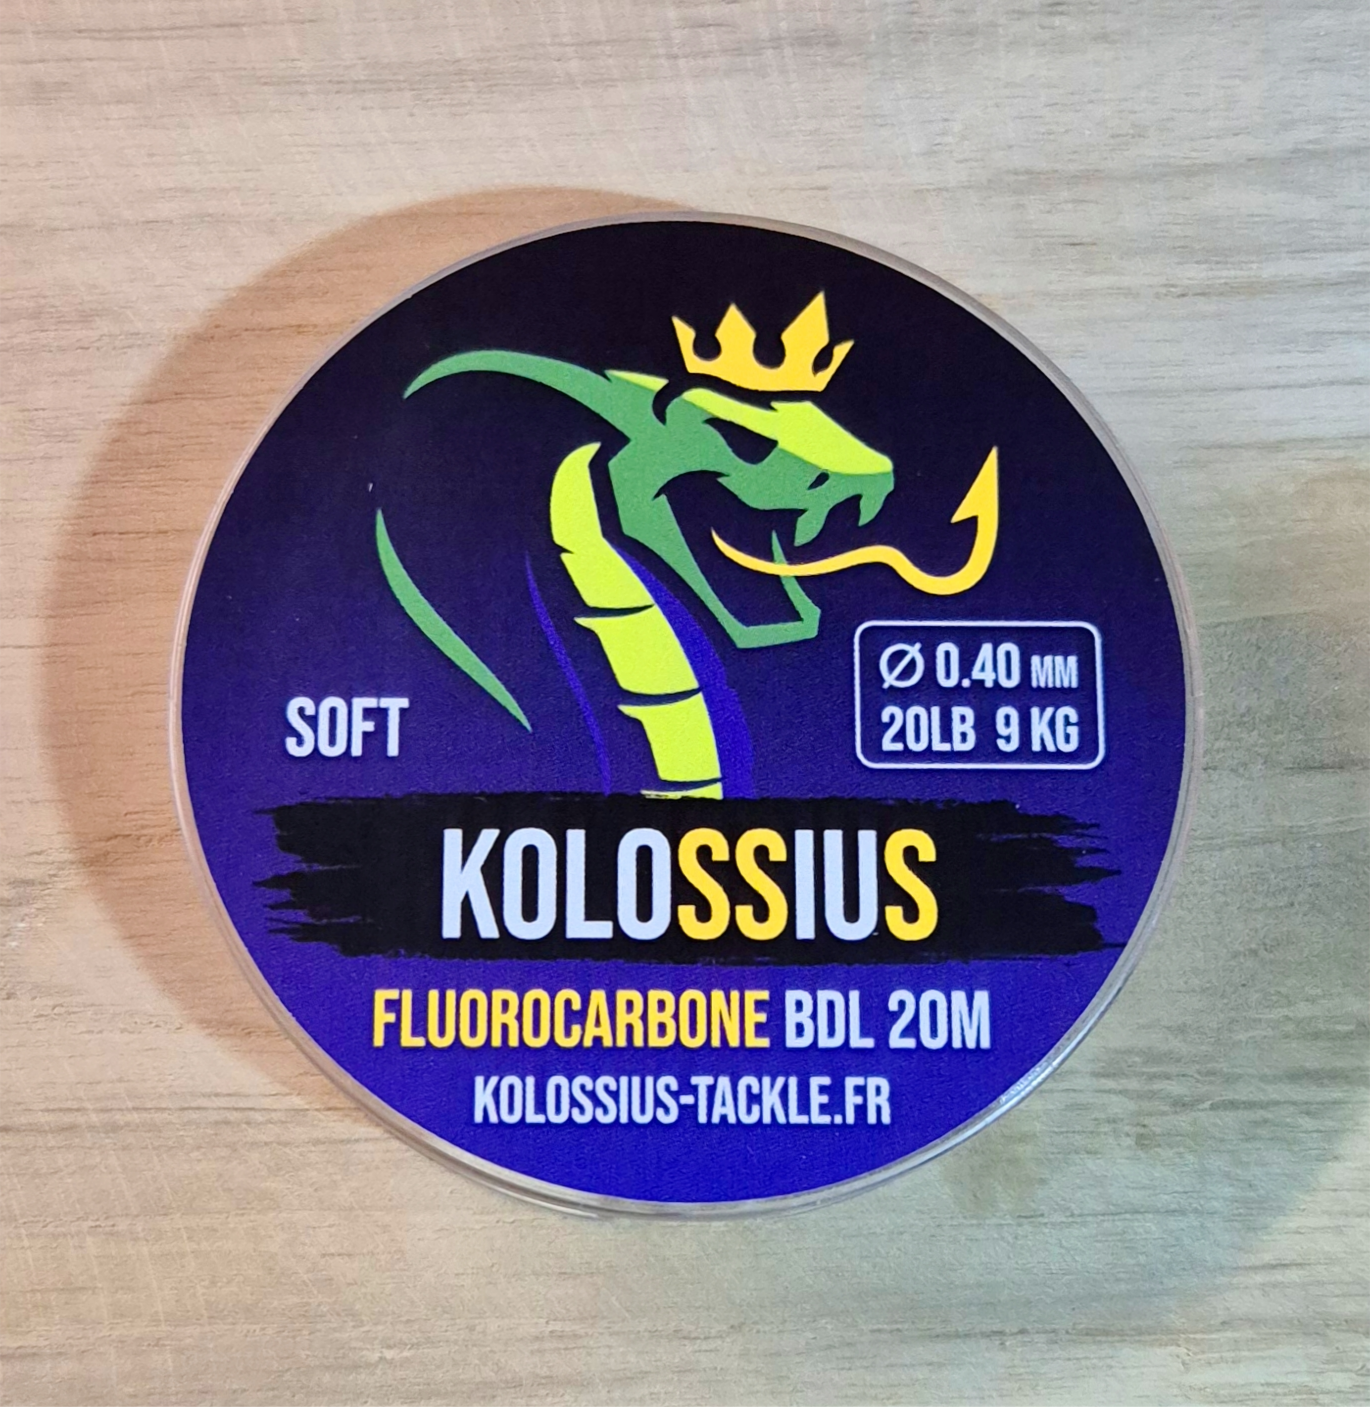 Ø 0.40 MM
20LB 9 KG
SOFT
KOLOSSIUS
FLUOROCARBONE BDL 20M
KOLOSSIUS-TACKLE.FR